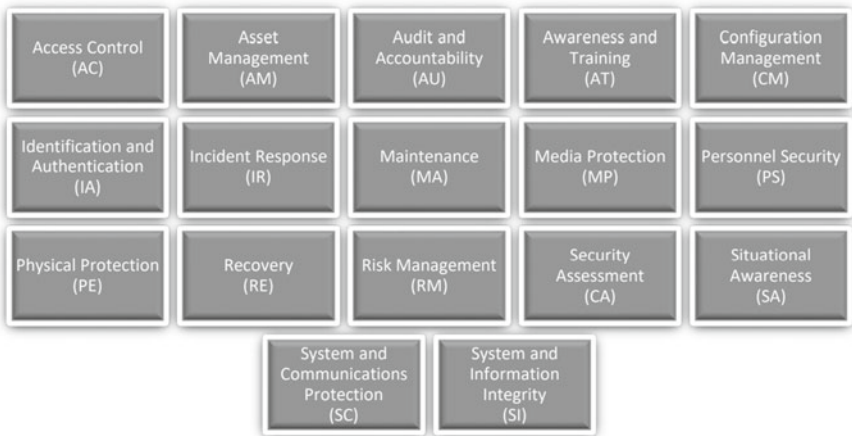 Access Control
(AC)
Asset
Management
(AM)
Audit and
Accountability
(AU)
Awareness and
Training
(AT)
Configuration
Management
(CM)
Identification and
Authentication
(IA)
Incident Response
(IR)
Maintenance
(MA)
Media Protection
(MP)
Personnel Security
(PS)
Physical Protection
(PE)
Recovery
(RE)
Risk Management
(RM)
Security
Assessment
(CA)
Situational
Awareness
(SA)
System and
Communications
Protection
(SC)
System and
Information
Integrity
(SI)